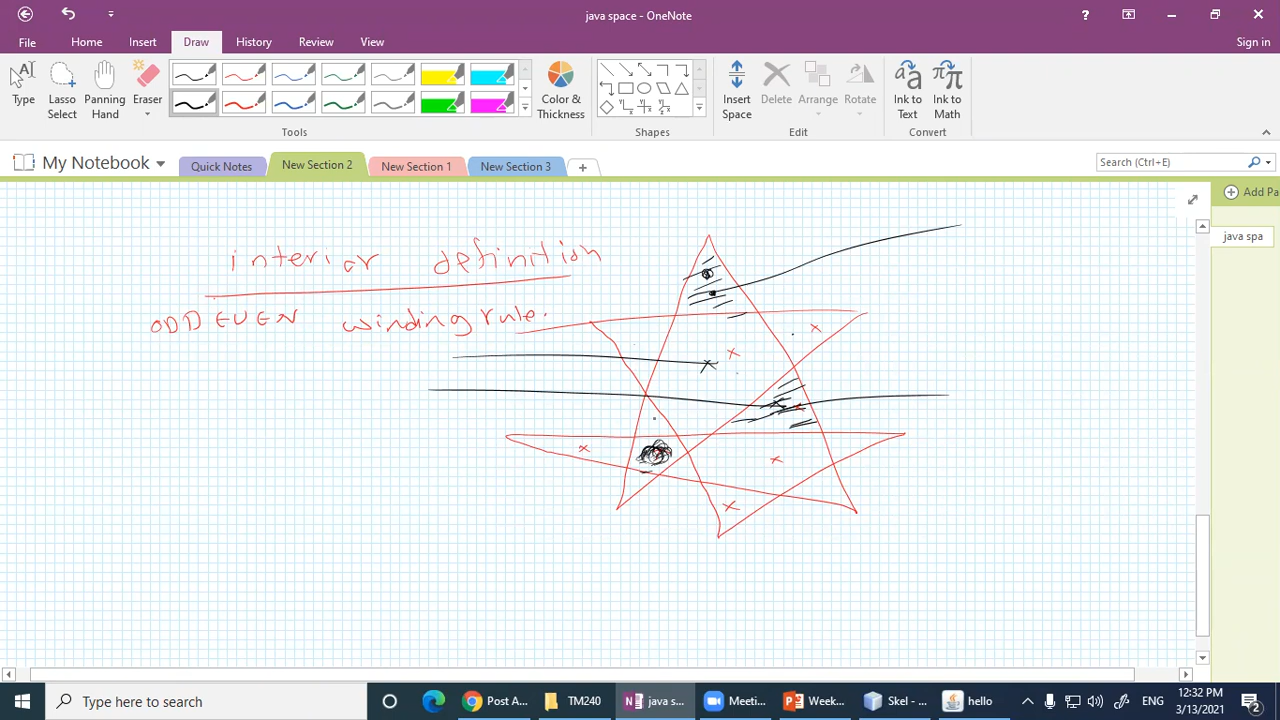 java space - OneNote
Sign in
File
Home
Insert
Draw
History
Review
View
Type
Lasso
Select
Panning
Hand
Eraser
Color &
Thickness
Insert
Space
Delete
Arrange
Rotate
Ink to
Text
Ink to
Math
Tools
Shapes
Edit
Convert
My Notebook
Quick Notes
New Section 2
New Section 1
New Section 3
Search (Ctrl+E)
Add Pa
java spa
interior definition
ODD EVEN winding rule.
Type here to search
Post A...
TM240
java s...
Meeti...
Week...
Skel - ...
hello
ENG
12:32 PM
3/13/2021
2